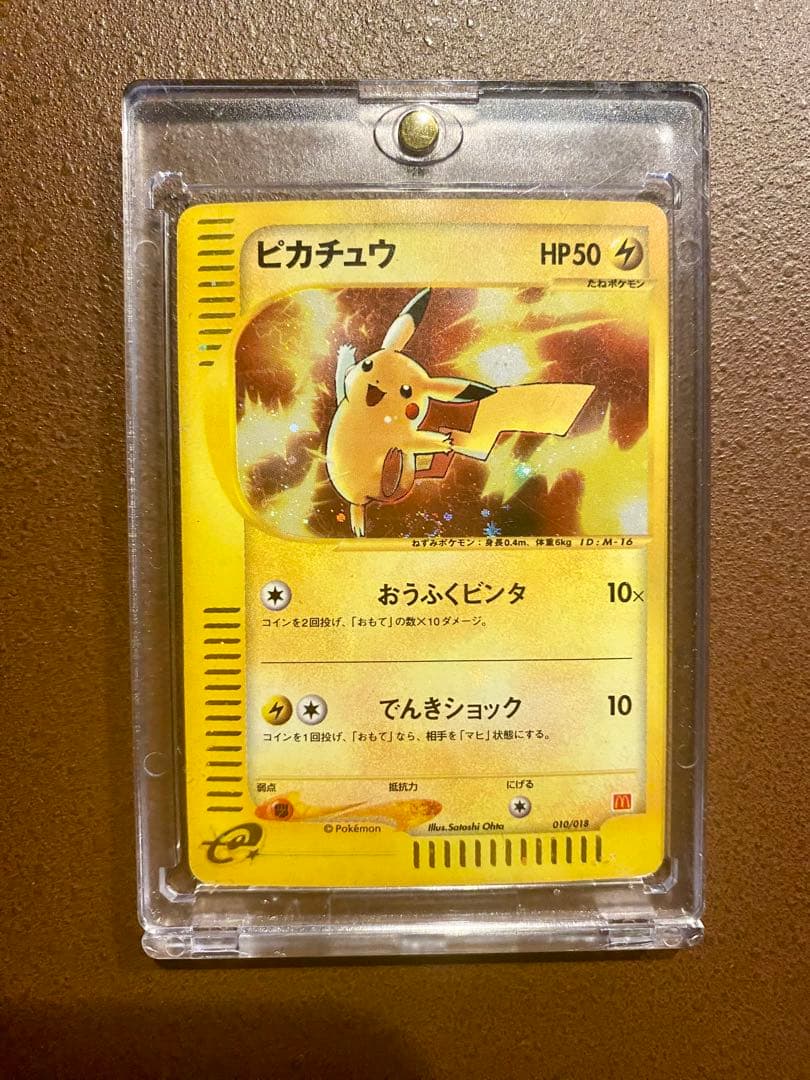 ピカチュウ HP50
たねポケモン
ねずみポケモン：身長0.4m、体重6kg ID:M-16
おうふくビンタ 10×
コインを2回投げ、「おもて」の数×10ダメージ。
でんきショック 10
コインを1回投げ、「おもて」なら、相手を「マヒ」状態にする。
弱点 抵抗力 にげる
e
©Pokémon Illus.Satoshi Ohta 010/018